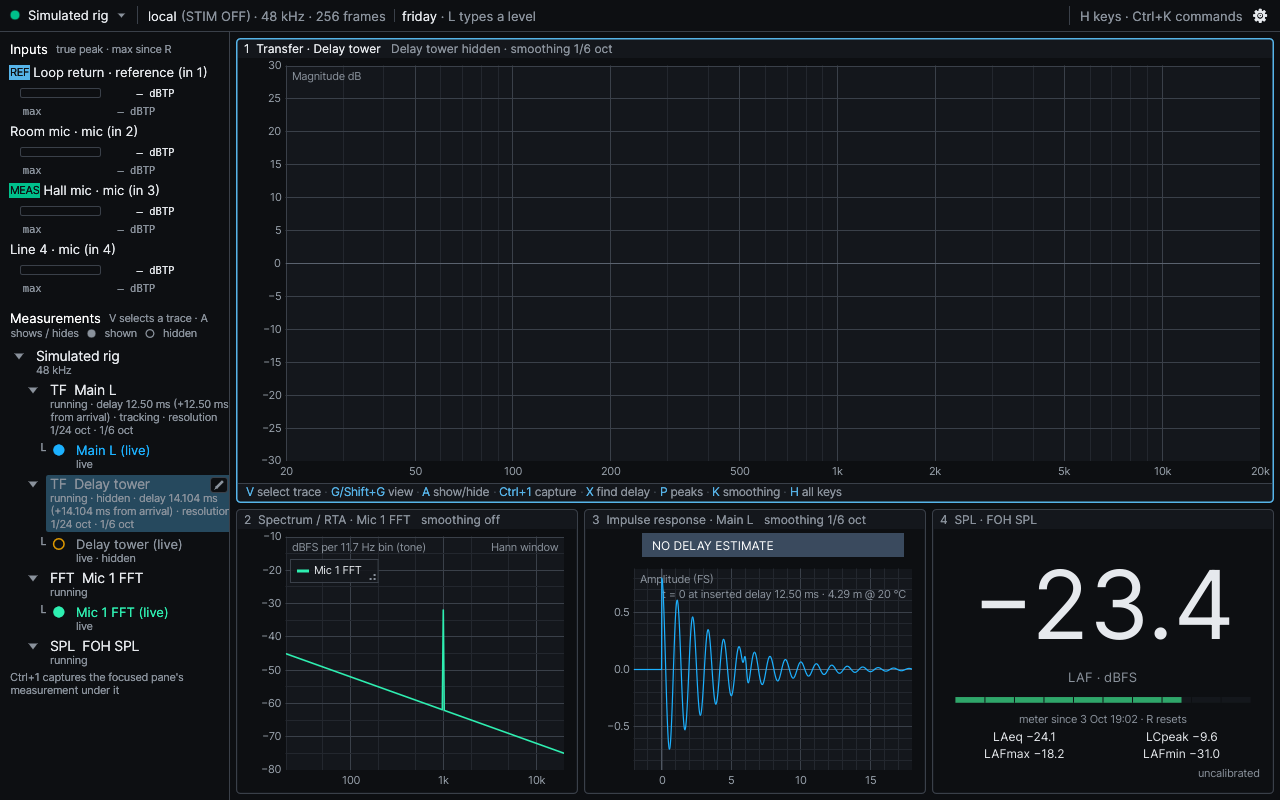 Simulated rig
local (STIM OFF) · 48 kHz · 256 frames
friday · L types a level
H keys · Ctrl+K commands
Inputs true peak · max since R
REF Loop return · reference (in 1)
– dBTP
max – dBTP
Room mic · mic (in 2)
– dBTP
max – dBTP
MEAS Hall mic · mic (in 3)
– dBTP
max – dBTP
Line 4 · mic (in 4)
– dBTP
max – dBTP
Measurements V selects a trace · A
shows / hides shown hidden
Simulated rig
48 kHz
TF Main L
running · delay 12.50 ms (+12.50 ms
from arrival) · tracking · resolution
1/24 oct · 1/6 oct
Main L (live)
live
TF Delay tower
running · hidden · delay 14.104 ms
(+14.104 ms from arrival) · resolution
1/24 oct · 1/6 oct
Delay tower (live)
live · hidden
FFT Mic 1 FFT
running
Mic 1 FFT (live)
live
SPL FOH SPL
running
Ctrl+1 captures the focused pane's
measurement under it
1 Transfer · Delay tower Delay tower hidden · smoothing 1/6 oct
Magnitude dB
30
25
20
15
10
5
0
−5
−10
−15
−20
−25
−30
20 50 100 200 500 1k 2k 5k 10k 20k
V select trace · G/Shift+G view · A show/hide · Ctrl+1 capture · X find delay · P peaks · K smoothing · H all keys
2 Spectrum / RTA · Mic 1 FFT smoothing off
dBFS per 11.7 Hz bin (tone) Hann window
Mic 1 FFT
−10
−20
−30
−40
−50
−60
−70
−80
100 1k 10k
3 Impulse response · Main L smoothing 1/6 oct
NO DELAY ESTIMATE
Amplitude (FS)
t = 0 at inserted delay 12.50 ms · 4.29 m @ 20 °C
0.5
0.0
−0.5
0 5 10 15
4 SPL · FOH SPL
−23.4
LAF · dBFS
meter since 3 Oct 19:02 · R resets
LAeq −24.1 LCpeak −9.6
LAFmax −18.2 LAFmin −31.0
uncalibrated